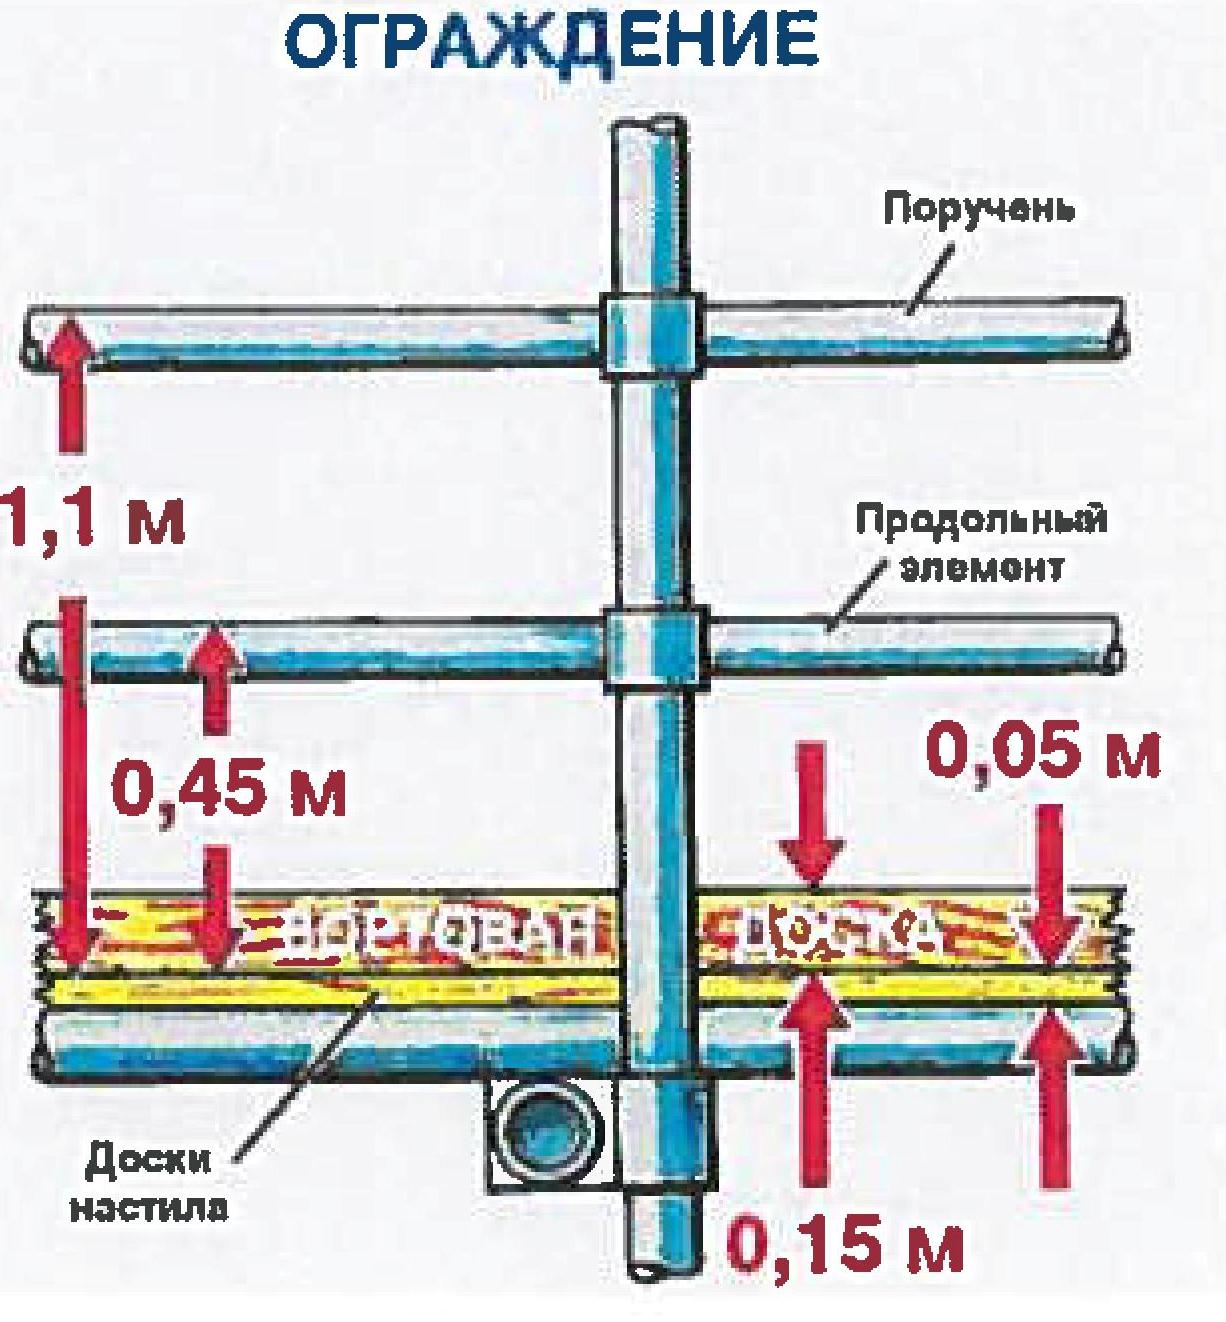 ОГРАЖДЕНИЕ
Поручень
1,1 м
Продольный
элемент
0,05 м
0,45 м
БОРТОВАЯ ДОСКА
Доски
настила
0,15 м